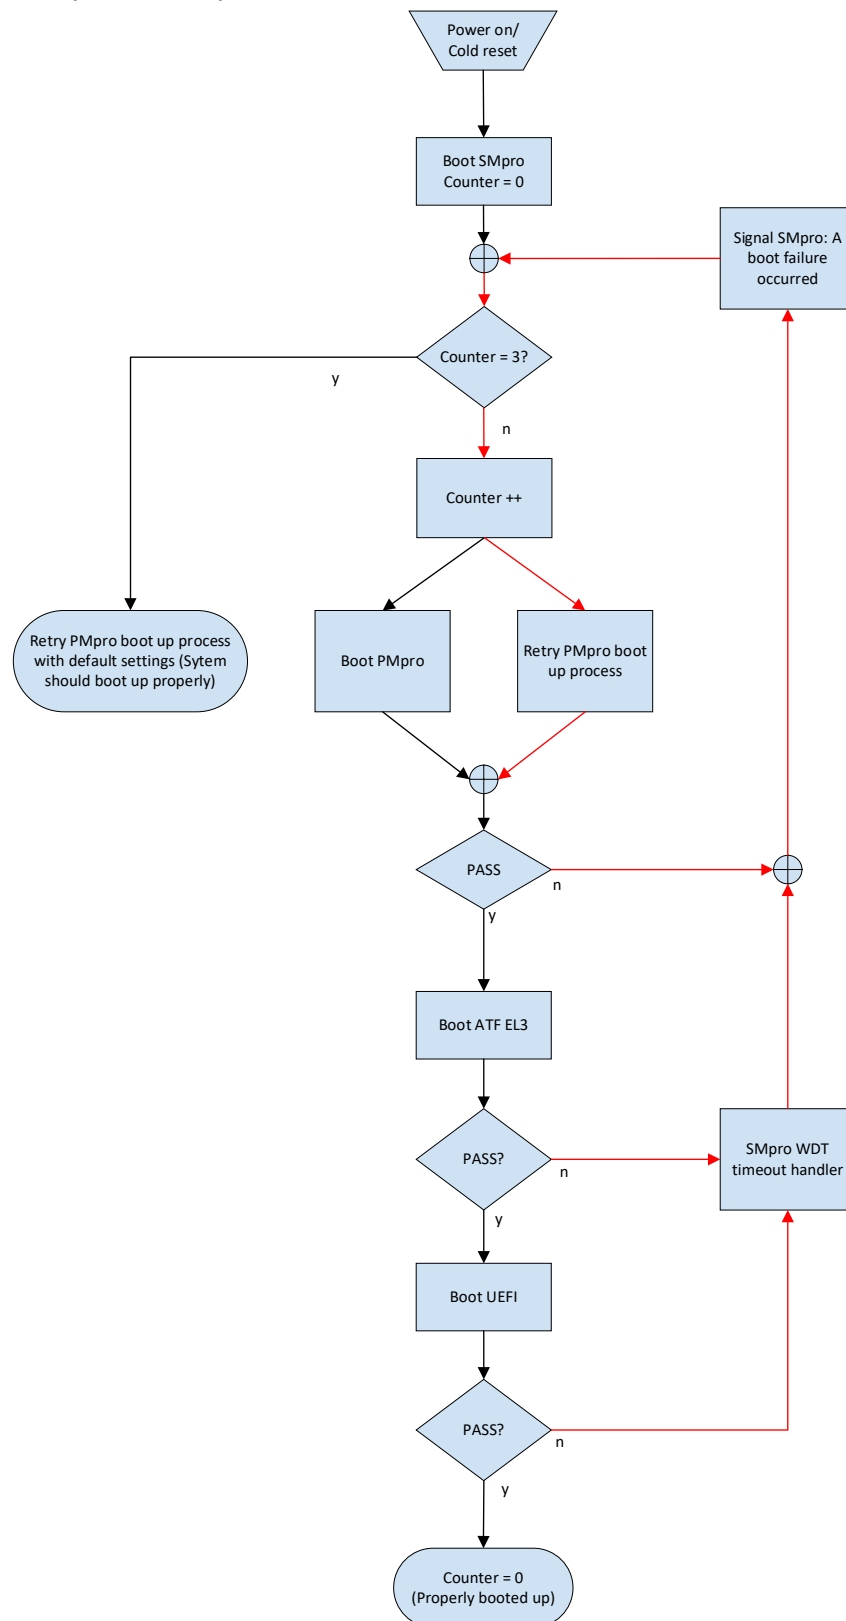 Power on/
Cold reset
Boot SMpro
Counter = 0
Signal SMpro: A
boot failure
occurred
Counter = 3?
y
n
Counter ++
Retry PMpro boot up process
with default settings (Sytem
should boot up properly)
Boot PMpro
Retry PMpro boot
up process
PASS
n
y
Boot ATF EL3
PASS?
n
y
SMpro WDT
timeout handler
Boot UEFI
PASS?
n
y
Counter = 0
(Properly booted up)